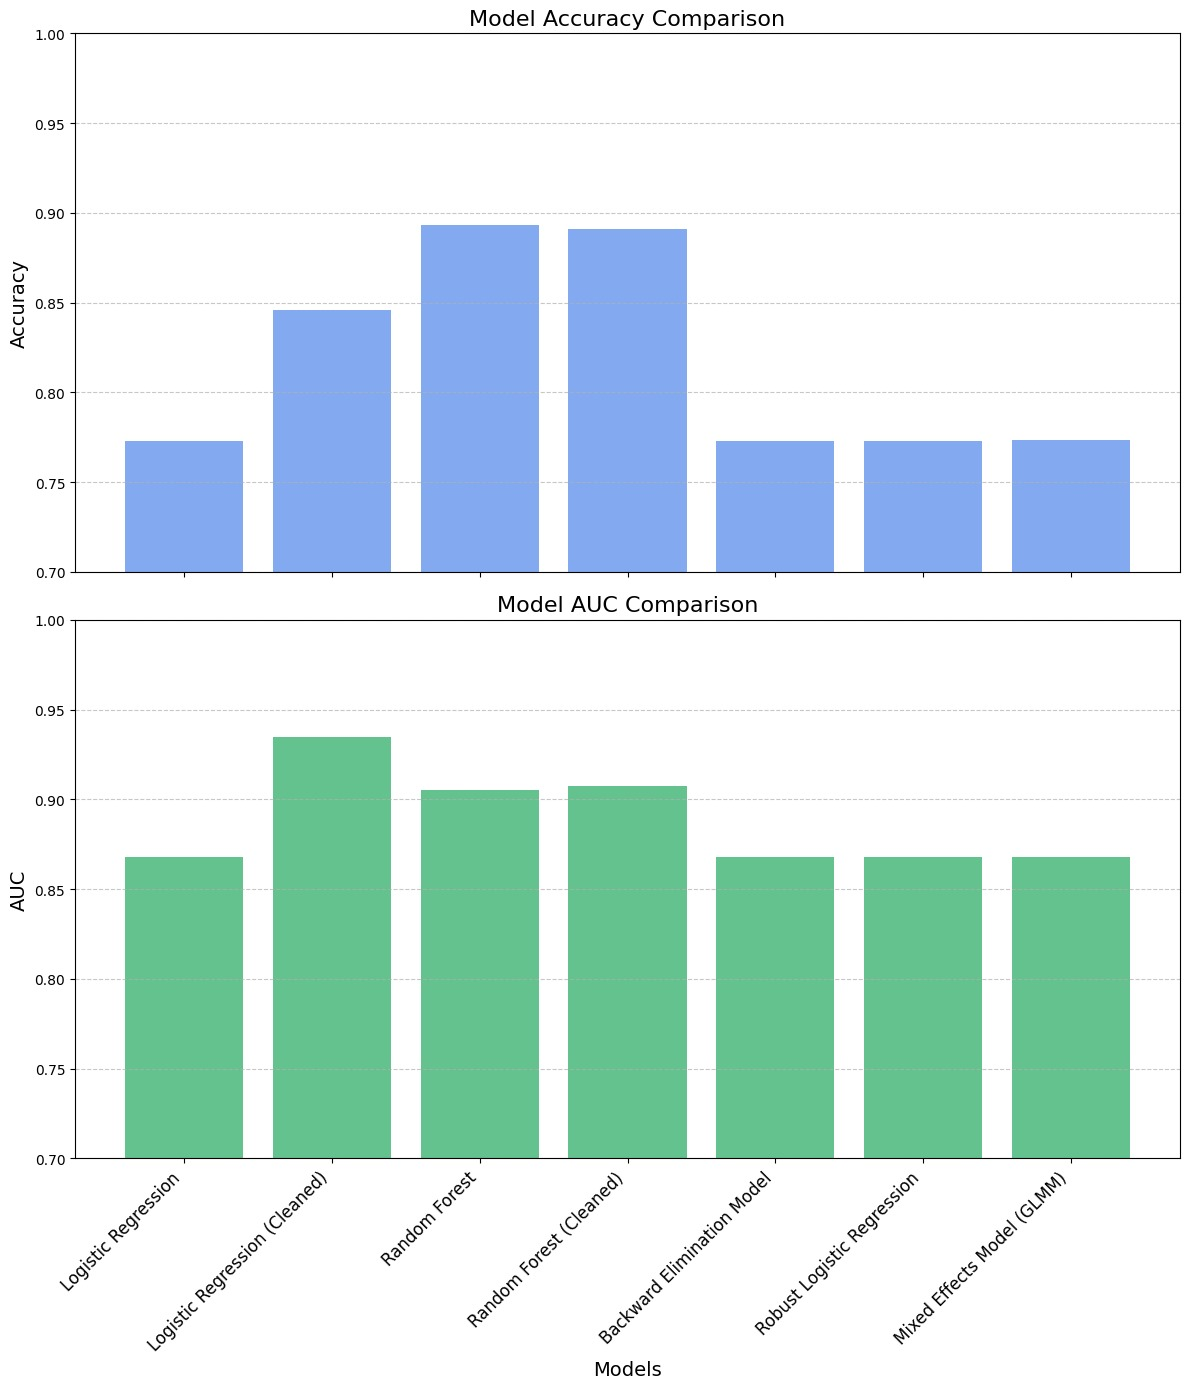 Model Accuracy Comparison
1.00
0.95
0.90
0.85
0.80
0.75
0.70
Accuracy
Model AUC Comparison
1.00
0.95
0.90
0.85
0.80
0.75
0.70
AUC
Logistic Regression
Logistic Regression (Cleaned)
Random Forest
Random Forest (Cleaned)
Backward Elimination Model
Robust Logistic Regression
Mixed Effects Model (GLMM)
Models